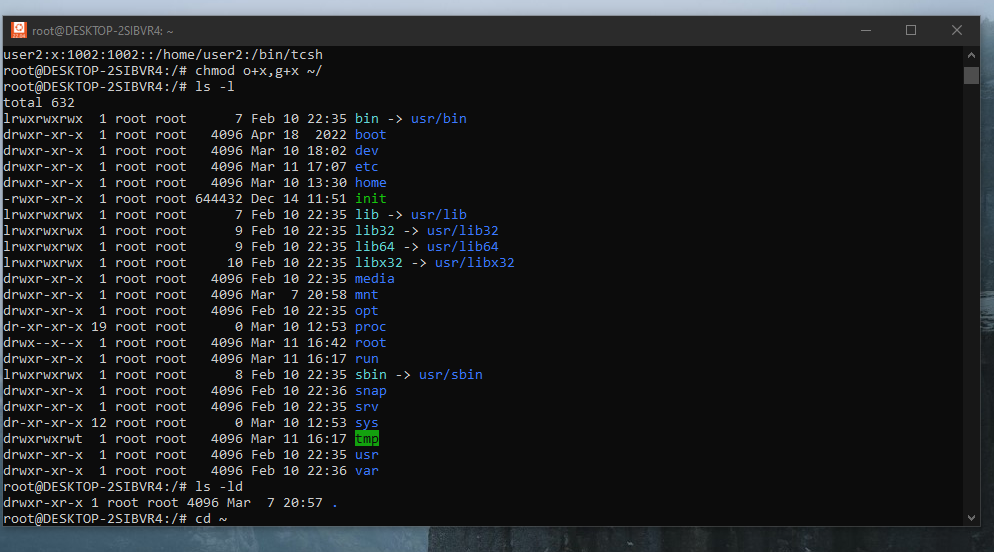 root@DESKTOP-2SIBVR4: ~
user2:x:1002:1002::/home/user2:/bin/tcsh
root@DESKTOP-2SIBVR4:/# chmod o+x,g+x ~/
root@DESKTOP-2SIBVR4:/# ls -l
total 632
lrwxrwxrwx  1 root root      7 Feb 10 22:35 bin -> usr/bin
drwxr-xr-x  1 root root   4096 Apr 18  2022 boot
drwxr-xr-x  1 root root   4096 Mar 10 18:02 dev
drwxr-xr-x  1 root root   4096 Mar 11 17:07 etc
drwxr-xr-x  1 root root   4096 Mar 10 13:30 home
-rwxr-xr-x  1 root root 644432 Dec 14 11:51 init
lrwxrwxrwx  1 root root      7 Feb 10 22:35 lib -> usr/lib
lrwxrwxrwx  1 root root      9 Feb 10 22:35 lib32 -> usr/lib32
lrwxrwxrwx  1 root root      9 Feb 10 22:35 lib64 -> usr/lib64
lrwxrwxrwx  1 root root     10 Feb 10 22:35 libx32 -> usr/libx32
drwxr-xr-x  1 root root   4096 Feb 10 22:35 media
drwxr-xr-x  1 root root   4096 Mar  7 20:58 mnt
drwxr-xr-x  1 root root   4096 Feb 10 22:35 opt
dr-xr-xr-x 19 root root      0 Mar 10 12:53 proc
drwx--x--x  1 root root   4096 Mar 11 16:42 root
drwxr-xr-x  1 root root   4096 Mar 11 16:17 run
lrwxrwxrwx  1 root root      8 Feb 10 22:35 sbin -> usr/sbin
drwxr-xr-x  1 root root   4096 Feb 10 22:36 snap
drwxr-xr-x  1 root root   4096 Feb 10 22:35 srv
dr-xr-xr-x 12 root root      0 Mar 10 12:53 sys
drwxrwxrwt  1 root root   4096 Mar 11 16:17 tmp
drwxr-xr-x  1 root root   4096 Feb 10 22:35 usr
drwxr-xr-x  1 root root   4096 Feb 10 22:36 var
root@DESKTOP-2SIBVR4:/# ls -ld
drwxr-xr-x 1 root root 4096 Mar  7 20:57 .
root@DESKTOP-2SIBVR4:/# cd ~